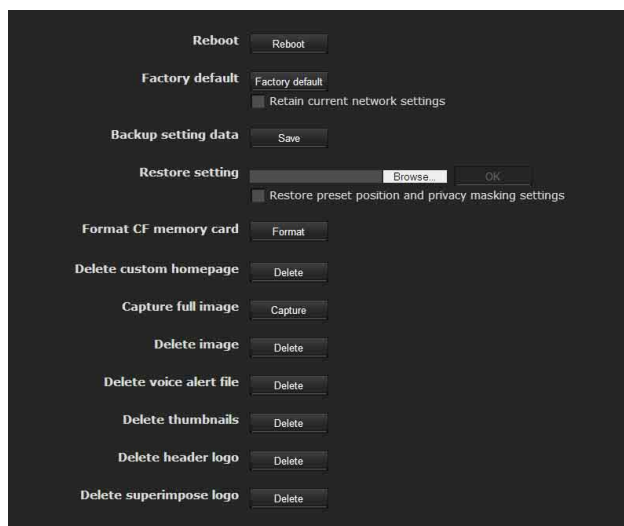 Reboot Reboot
Factory default Factory default
Retain current network settings
Backup setting data Save
Restore setting Browse... OK
Restore preset position and privacy masking settings
Format CF memory card Format
Delete custom homepage Delete
Capture full image Capture
Delete image Delete
Delete voice alert file Delete
Delete thumbnails Delete
Delete header logo Delete
Delete superimpose logo Delete